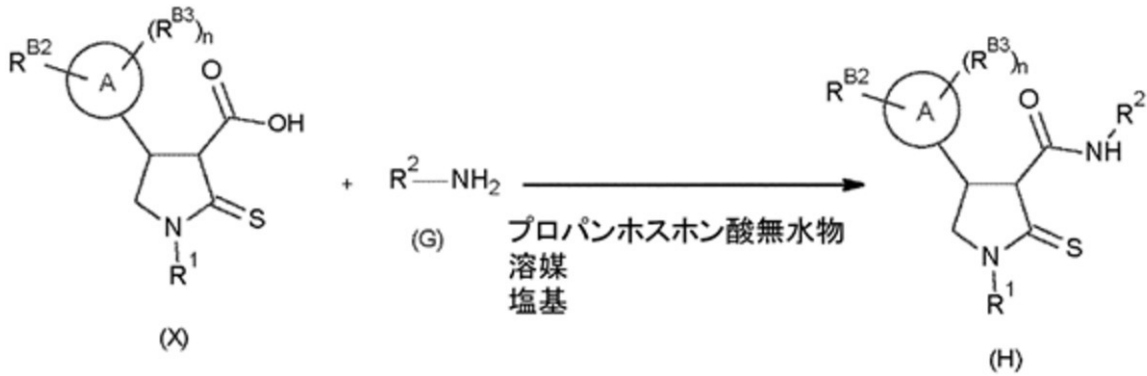 (R^B3)n
R^B2
A
O
OH
S
N
R^1
(X)
+
R^2
NH2
(G)
プロパンホスホン酸無水物
溶媒
塩基
(R^B3)n
R^B2
A
O
R^2
NH
S
N
R^1
(H)